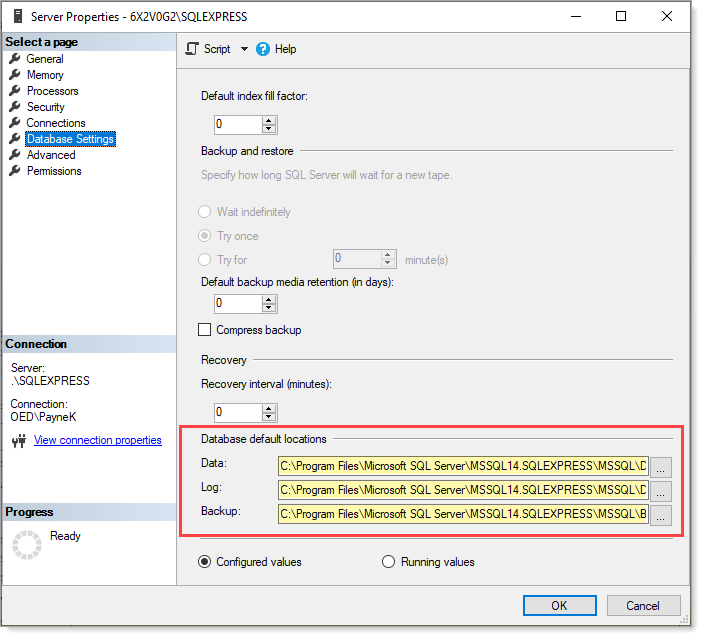 Server Properties - 6X2V0G2\SQLEXPRESS
Select a page
General
Memory
Processors
Security
Connections
Database Settings
Advanced
Permissions
Connection
Server:
.\SQLEXPRESS
Connection:
OED\PayneK
View connection properties
Progress
Ready
Script
Help
Default index fill factor:
0
Backup and restore
Specify how long SQL Server will wait for a new tape.
Wait indefinitely
Try once
Try for 0 minute(s)
Default backup media retention (in days):
0
Compress backup
Recovery
Recovery interval (minutes):
0
Database default locations
Data: C:\Program Files\Microsoft SQL Server\MSSQL14.SQLEXPRESS\MSSQL\D ...
Log: C:\Program Files\Microsoft SQL Server\MSSQL14.SQLEXPRESS\MSSQL\D ...
Backup: C:\Program Files\Microsoft SQL Server\MSSQL14.SQLEXPRESS\MSSQL\B ...
Configured values Running values
OK Cancel